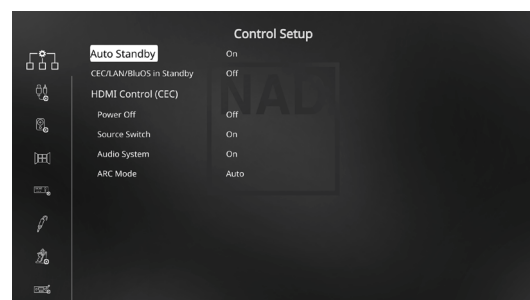 Control Setup
Auto Standby On
CEC/LAN/BluOS in Standby Off
HDMI Control (CEC)
Power Off Off
Source Switch On
Audio System On
ARC Mode Auto
NAD